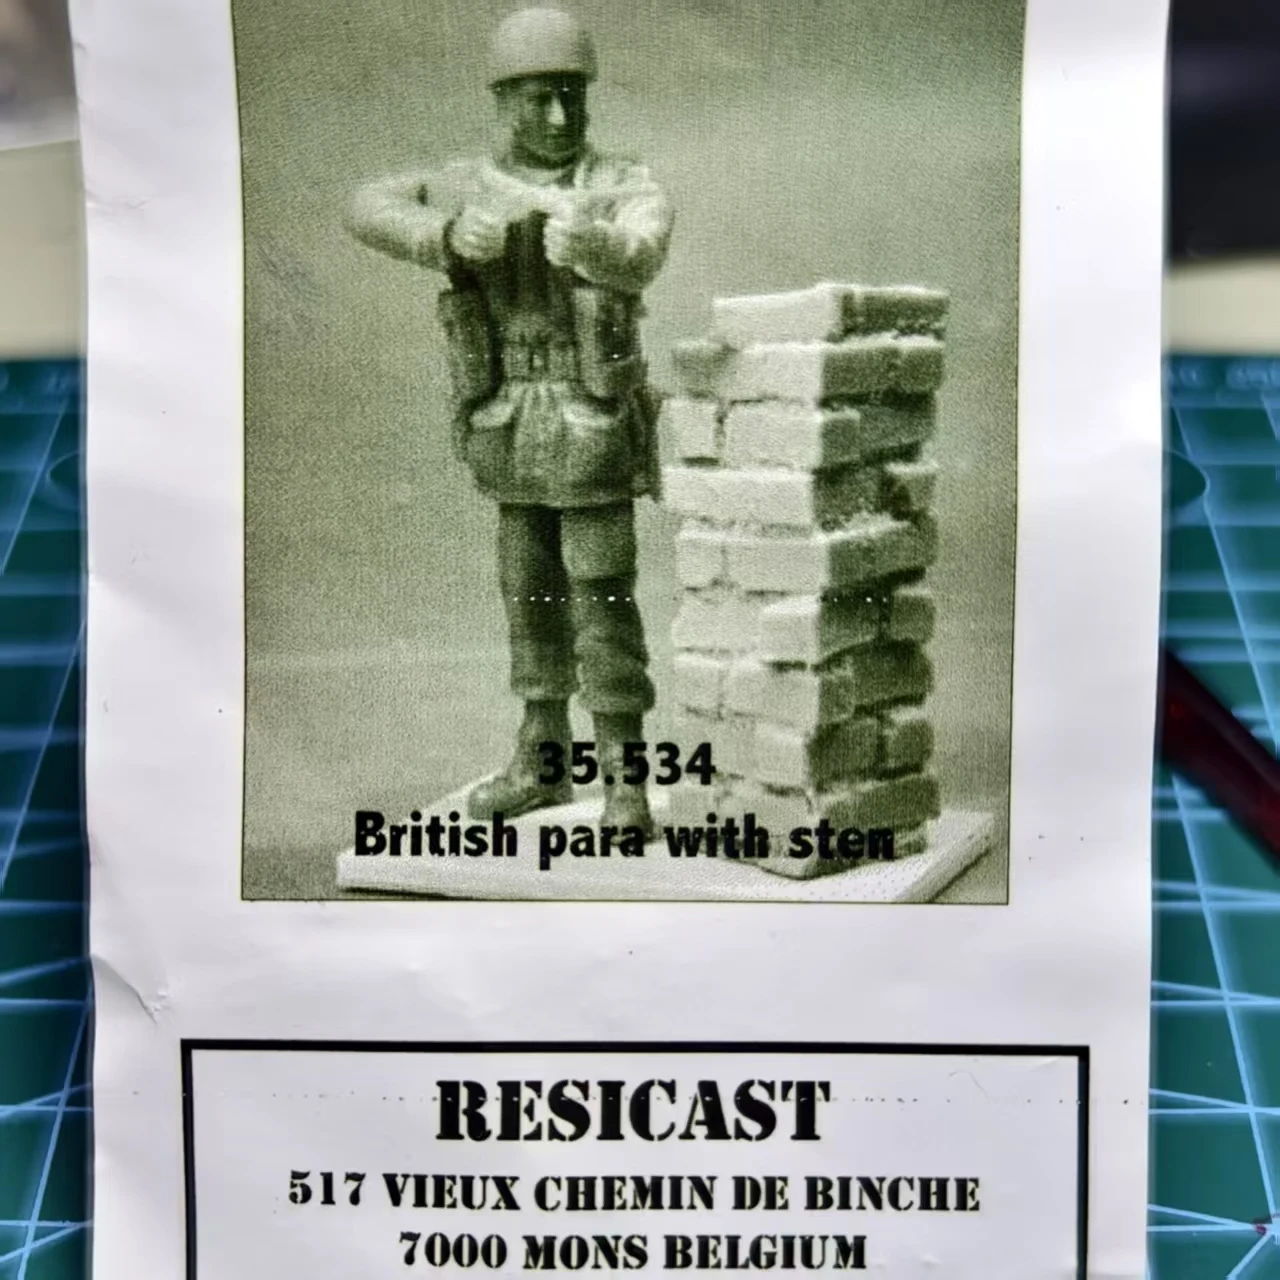 35.534
British para with sten
RESICAST
517 VIEUX CHEMIN DE BINCHE
7000 MONS BELGIUM